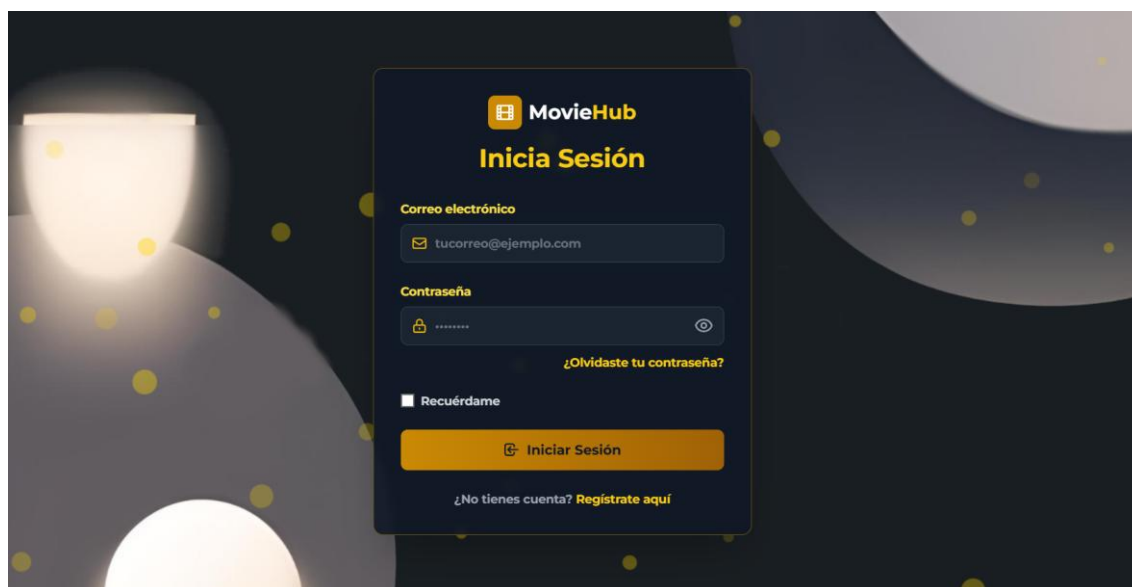 MovieHub
Inicia Sesión
Correo electrónico
tucorreo@ejemplo.com
Contraseña
••••••••
¿Olvidaste tu contraseña?
Recuérdame
Iniciar Sesión
¿No tienes cuenta? Regístrate aquí